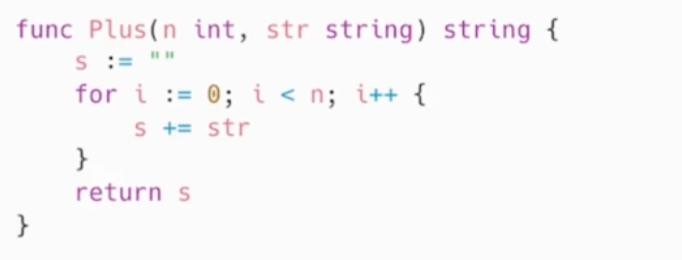 func Plus(n int, str string) string {
    s := ""
    for i := 0; i < n; i++ {
        s += str
    }
    return s
}